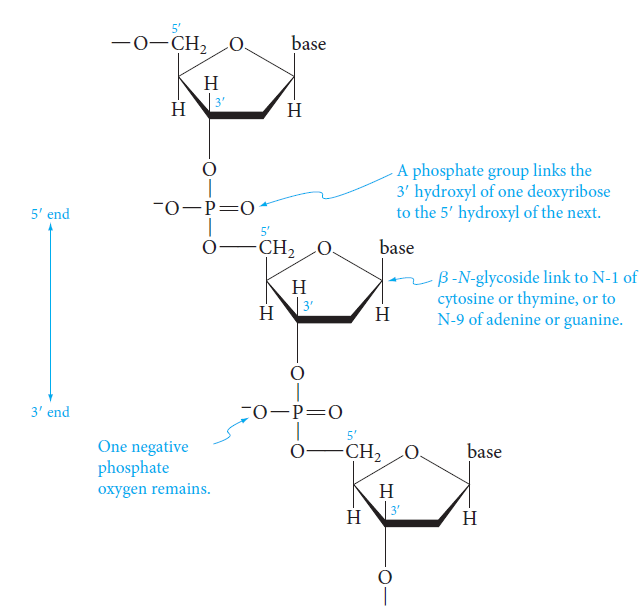 5′
—O—CH₂ O base
H
3′
H H
O
A phosphate group links the
3′ hydroxyl of one deoxyribose
to the 5′ hydroxyl of the next.
⁻O—P=O
5′ end
5′
O—CH₂ O base
β-N-glycoside link to N-1 of
cytosine or thymine, or to
N-9 of adenine or guanine.
H
3′
H H
O
3′ end
⁻O—P=O
One negative
phosphate
oxygen remains.
5′
O—CH₂ O base
H
3′
H H
O